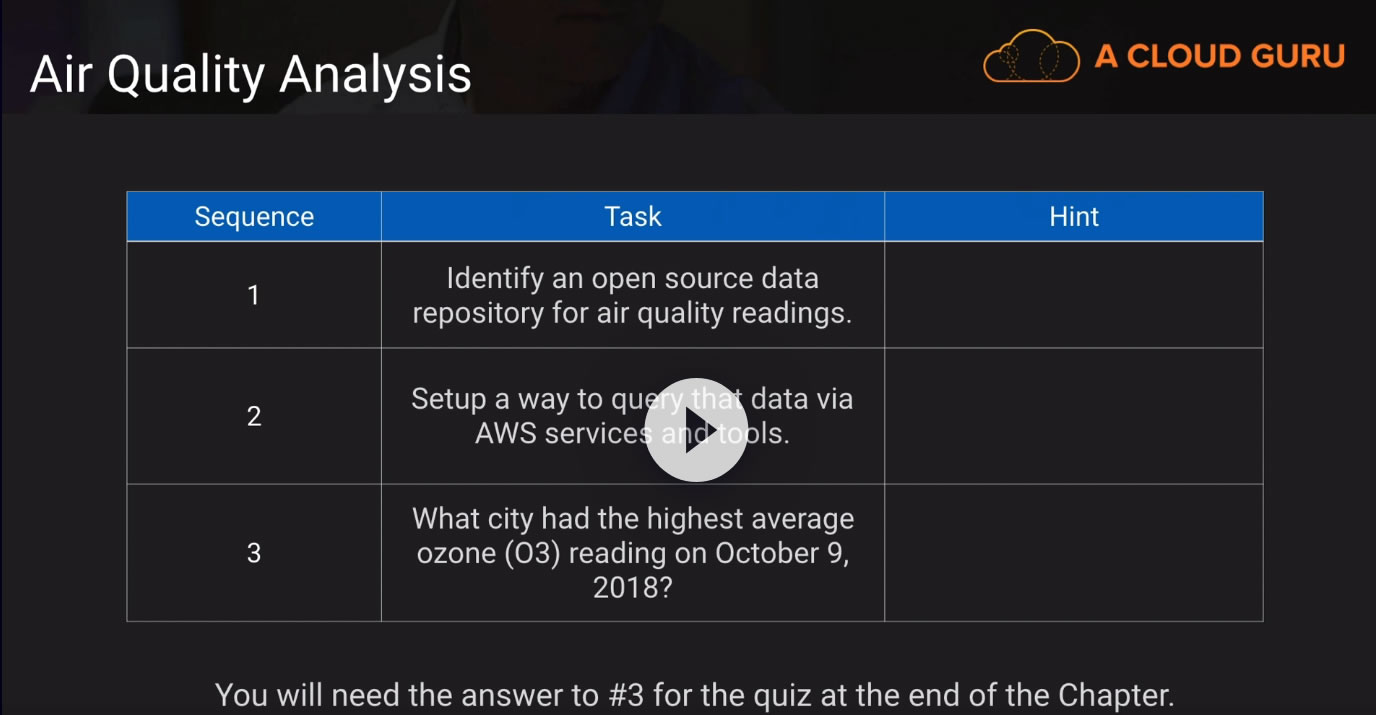 Air Quality Analysis
A CLOUD GURU
Sequence
Task
Hint
1
Identify an open source data
repository for air quality readings.
2
Setup a way to query that data via
AWS services and tools.
3
What city had the highest average
ozone (O3) reading on October 9,
2018?
You will need the answer to #3 for the quiz at the end of the Chapter.